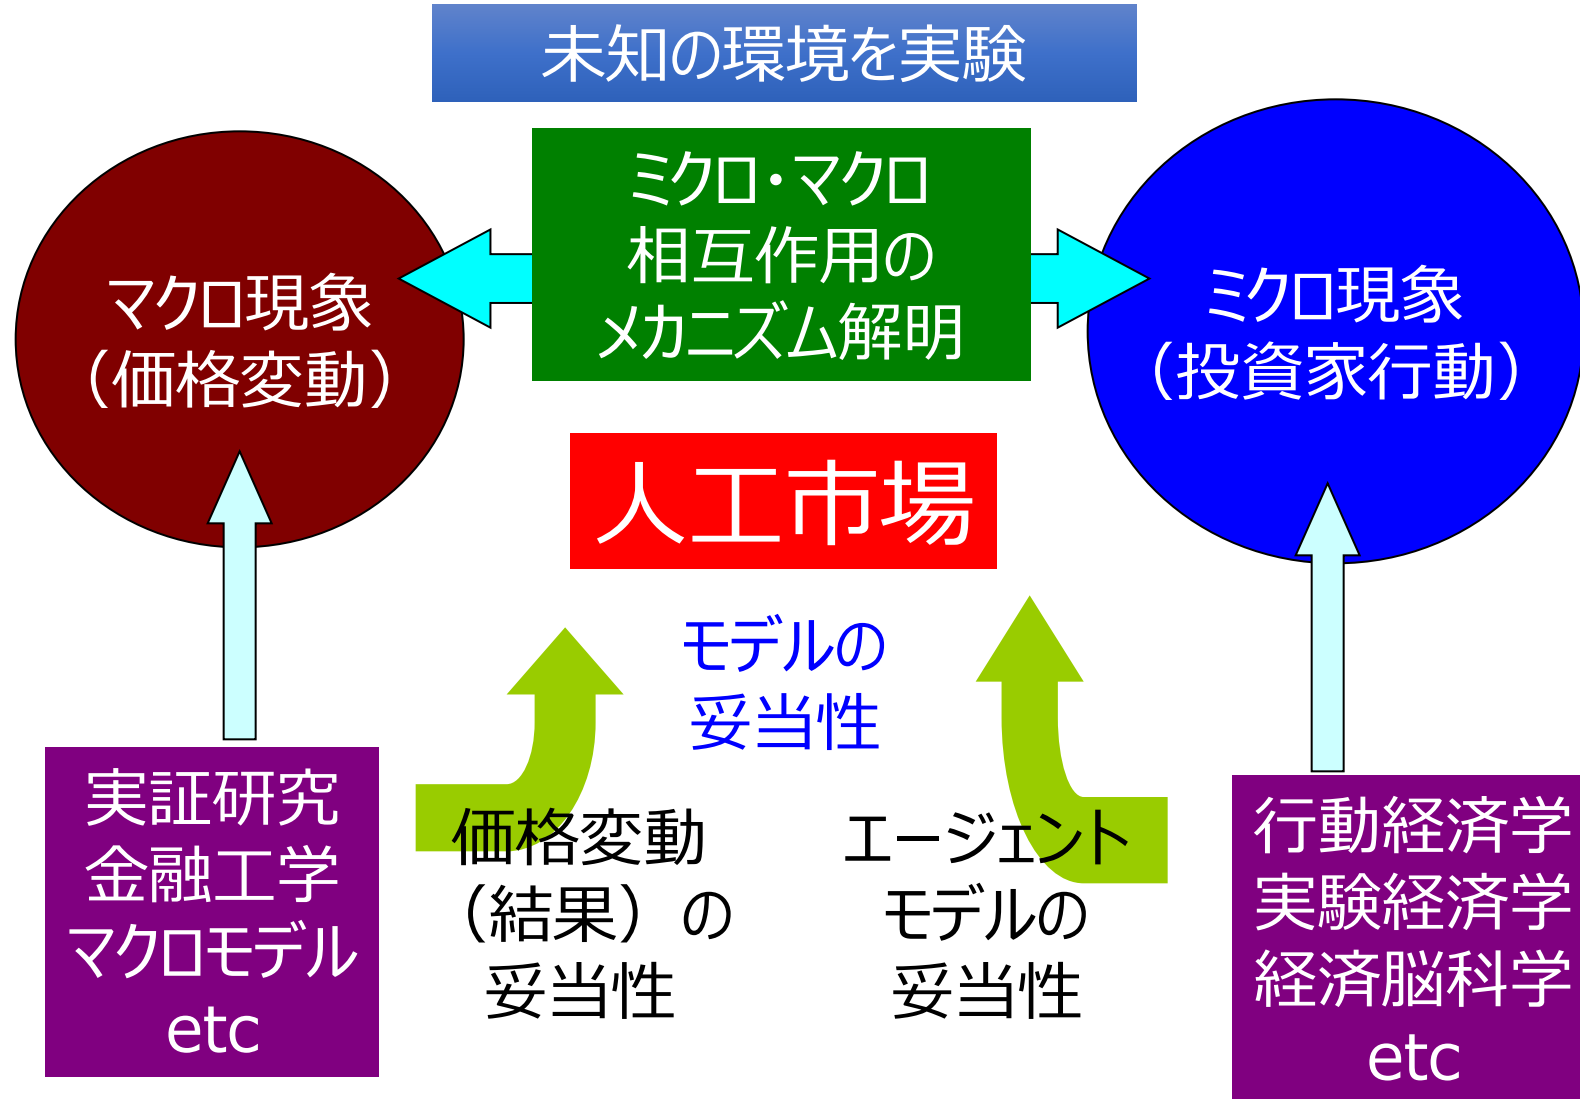 未知の環境を実験
ミクロ・マクロ
相互作用の
メカニズム解明
マクロ現象
（価格変動）
ミクロ現象
（投資家行動）
人工市場
モデルの
妥当性
実証研究
金融工学
マクロモデル
etc
価格変動
（結果）の
妥当性
エージェント
モデルの
妥当性
行動経済学
実験経済学
経済脳科学
etc